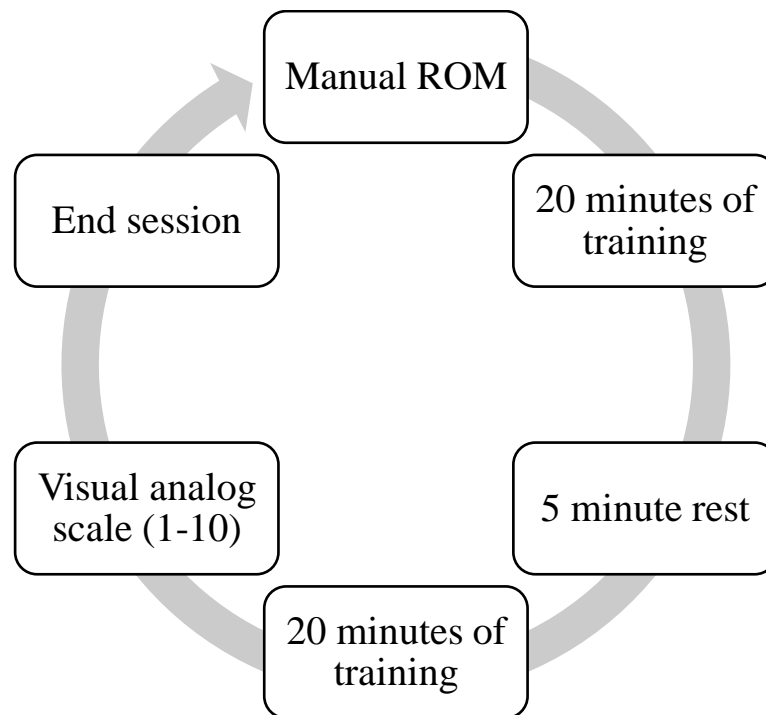 Manual ROM
20 minutes of
training
5 minute rest
20 minutes of
training
Visual analog
scale (1-10)
End session